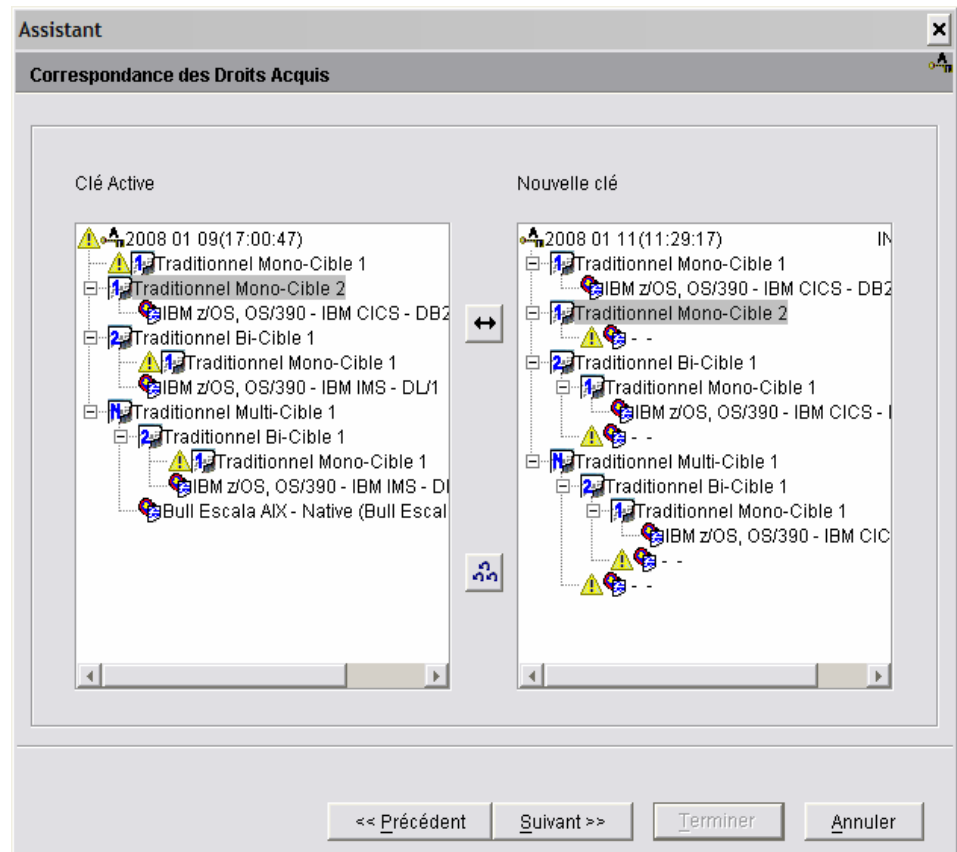 Assistant
Correspondance des Droits Acquis
Clé Active
2008 01 09(17:00:47)
Traditionnel Mono-Cible 1
Traditionnel Mono-Cible 2
IBM z/OS, OS/390 - IBM CICS - DB2
Traditionnel Bi-Cible 1
Traditionnel Mono-Cible 1
IBM z/OS, OS/390 - IBM IMS - DL/1
Traditionnel Multi-Cible 1
Traditionnel Bi-Cible 1
Traditionnel Mono-Cible 1
IBM z/OS, OS/390 - IBM IMS - Dl
Bull Escala AIX - Native (Bull Escal
Nouvelle clé
2008 01 11(11:29:17) IN
Traditionnel Mono-Cible 1
IBM z/OS, OS/390 - IBM CICS - DB2
Traditionnel Mono-Cible 2
- -
Traditionnel Bi-Cible 1
Traditionnel Mono-Cible 1
IBM z/OS, OS/390 - IBM CICS - I
- -
Traditionnel Multi-Cible 1
Traditionnel Bi-Cible 1
Traditionnel Mono-Cible 1
IBM z/OS, OS/390 - IBM CIC
- -
- -
<< Précédent Suivant >> Terminer Annuler